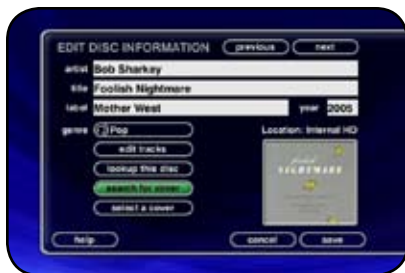 EDIT DISC INFORMATION previous next
artist Bob Sharkey
title Foolish Nightmare
label Mother West year 2005
genre Pop Location: Internal HD
edit tracks
lookup this disc
search for cover
select a cover
NIGHTMARE
help cancel save